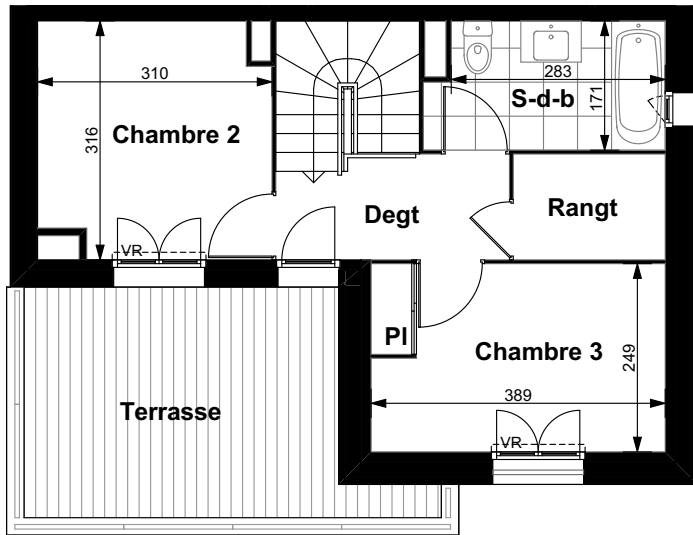 310
283
S-d-b
171
Chambre 2
316
Degt
Rangt
VR
Pl
Chambre 3
249
389
Terrasse
VR